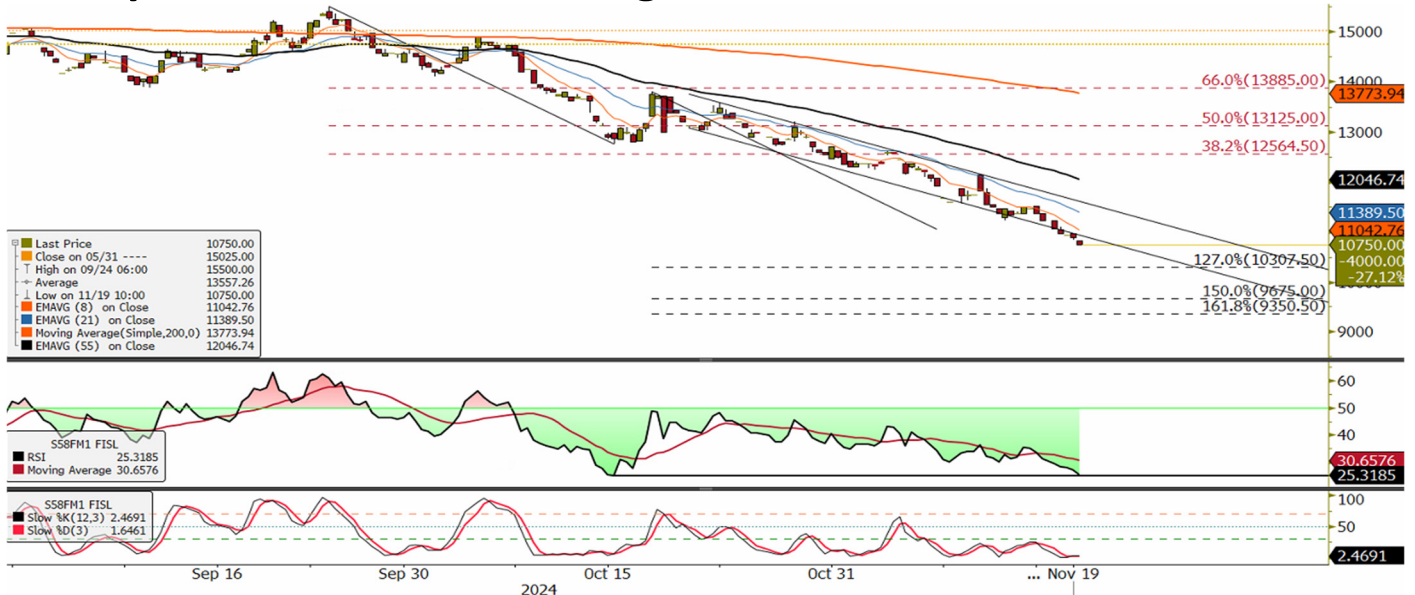 15000
14000
66.0%(13885.00)
13773.94
50.0%(13125.00)
13000
38.2%(12564.50)
12046.74
11389.50
11042.76
10750.00
-4000.00
-27.12%
127.0%(10307.50)
150.0%(9675.00)
161.8%(9350.50)
9000
Last Price 10750.00
Close on 05/31 ---- 15025.00
High on 09/24 06:00 15500.00
Average 13557.26
Low on 11/19 10:00 10750.00
EMAVG (8) on Close 11042.76
EMAVG (21) on Close 11389.50
Moving Average(Simple,200,0) 13773.94
EMAVG (55) on Close 12046.74
60
50
40
S58FM1 FISL
RSI 25.3185
Moving Average 30.6576
30.6576
25.3185
S58FM1 FISL
Slow %K(12,3) 2.4691
Slow %D(3) 1.6461
100
50
2.4691
Sep 16
Sep 30
Oct 15
Oct 31
... Nov 19
2024